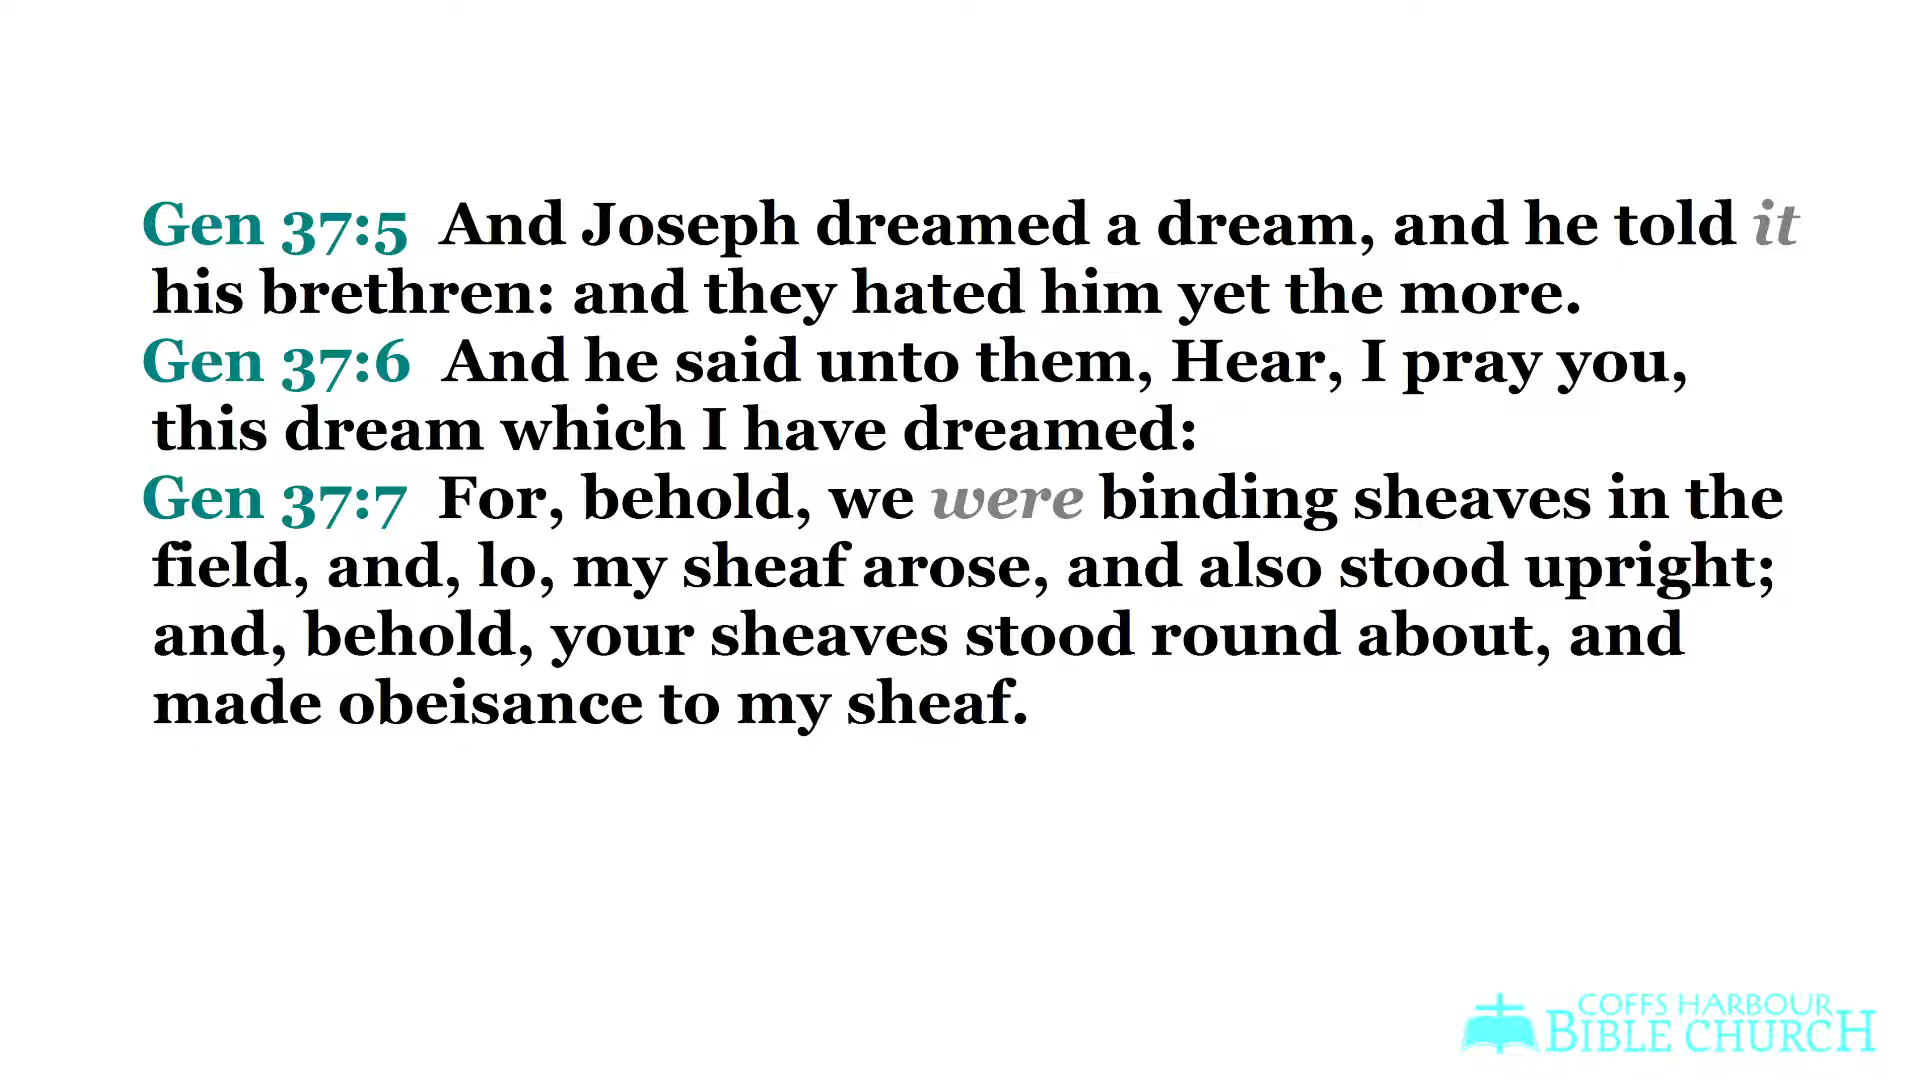 Gen 37:5 And Joseph dreamed a dream, and he told it
his brethren: and they hated him yet the more.
Gen 37:6 And he said unto them, Hear, I pray you,
this dream which I have dreamed:
Gen 37:7 For, behold, we were binding sheaves in the
field, and, lo, my sheaf arose, and also stood upright;
and, behold, your sheaves stood round about, and
made obeisance to my sheaf.
COFFS HARBOUR
BIBLE CHURCH